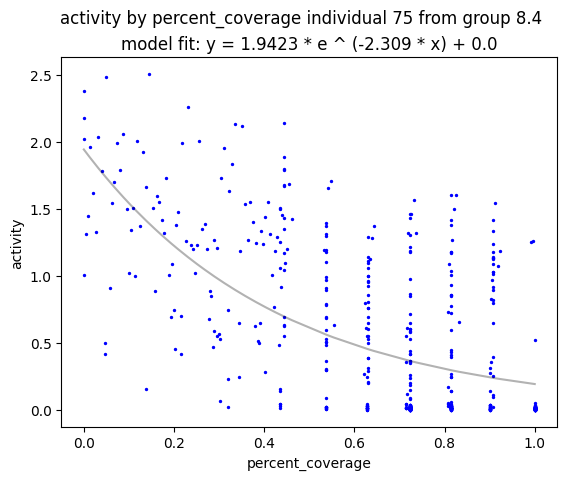 activity by percent_coverage individual 75 from group 8.4
model fit: y = 1.9423 * e ^ (-2.309 * x) + 0.0
2.5
2.0
1.5
1.0
0.5
0.0
activity
0.0 0.2 0.4 0.6 0.8 1.0
percent_coverage